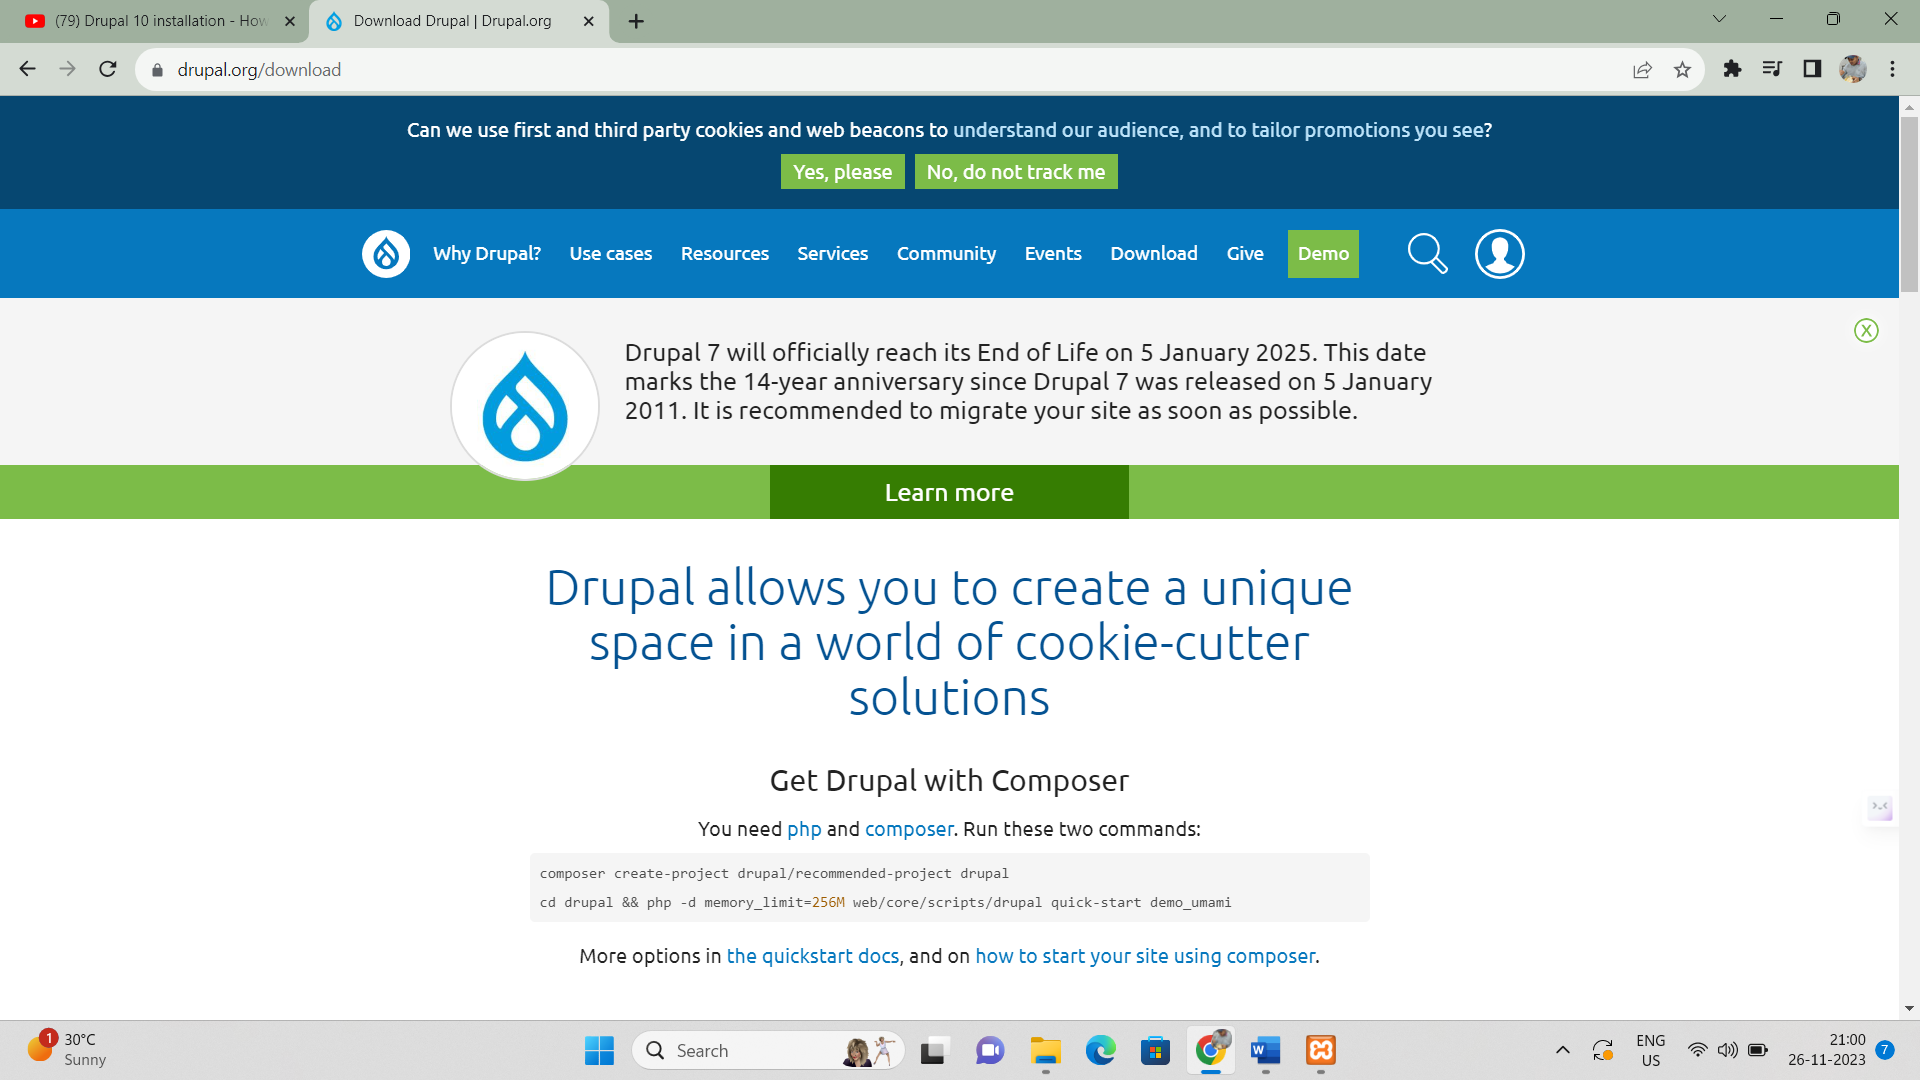 (79) Drupal 10 installation - How
Download Drupal | Drupal.org
drupal.org/download
Can we use first and third party cookies and web beacons to understand our audience, and to tailor promotions you see?
Yes, please
No, do not track me
Why Drupal?
Use cases
Resources
Services
Community
Events
Download
Give
Demo
Drupal 7 will officially reach its End of Life on 5 January 2025. This date
marks the 14-year anniversary since Drupal 7 was released on 5 January
2011. It is recommended to migrate your site as soon as possible.
Learn more
Drupal allows you to create a unique
space in a world of cookie-cutter
solutions
Get Drupal with Composer
You need php and composer. Run these two commands:
composer create-project drupal/recommended-project drupal
cd drupal && php -d memory_limit=256M web/core/scripts/drupal quick-start demo_umami
More options in the quickstart docs, and on how to start your site using composer.
1
30°C
Sunny
Search
ENG
US
21:00
26-11-2023
7